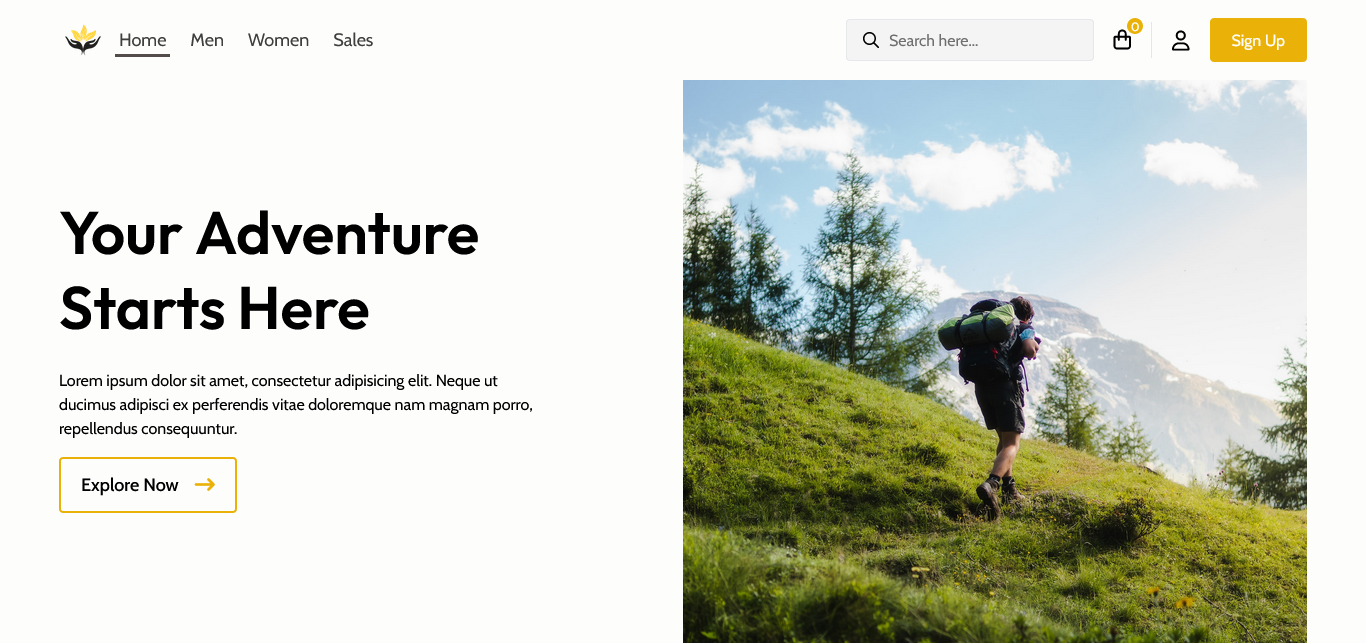 Home Men Women Sales Search here... 0 Sign Up
Your Adventure
Starts Here
Lorem ipsum dolor sit amet, consectetur adipisicing elit. Neque ut
ducimus adipisci ex perferendis vitae doloremque nam magnam porro,
repellendus consequuntur.
Explore Now